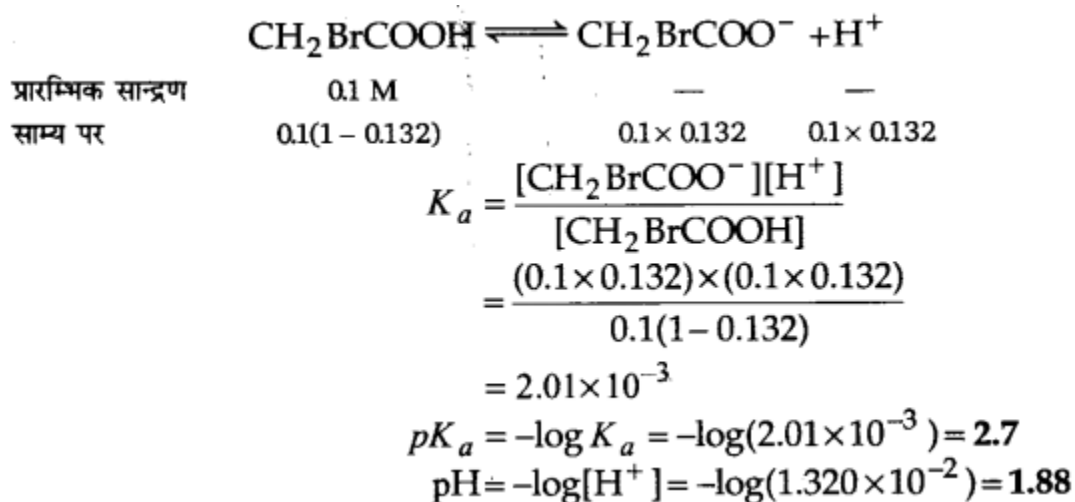 CH₂BrCOOH ⇌ CH₂BrCOO⁻ +H⁺
प्रारम्भिक सान्द्रण 0.1 M — —
साम्य पर 0.1(1 – 0.132) 0.1× 0.132 0.1× 0.132
Kₐ = [CH₂BrCOO⁻][H⁺] / [CH₂BrCOOH]
= (0.1×0.132)×(0.1×0.132) / 0.1(1–0.132)
= 2.01×10⁻³
pKₐ = –log Kₐ = –log(2.01×10⁻³)= 2.7
pH= –log[H⁺]= –log(1.320×10⁻²)= 1.88